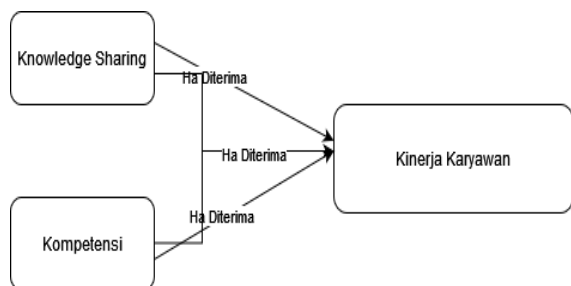 Knowledge Sharing
Ha Diterima
Ha Diterima
Kinerja Karyawan
Ha Diterima
Kompetensi